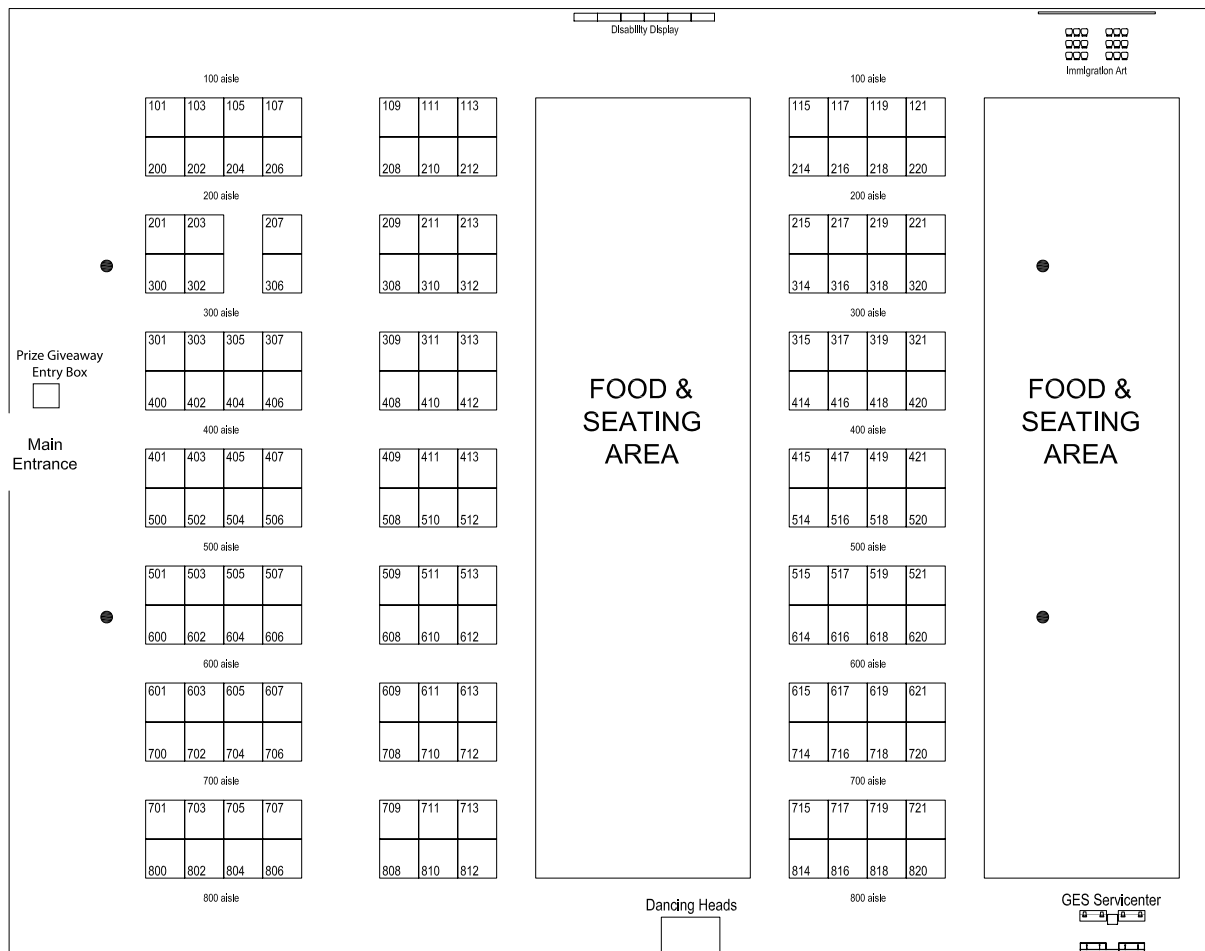 Disability Display
Immigration Art
100 aisle 100 aisle
101 103 105 107 109 111 113 115 117 119 121
200 202 204 206 208 210 212 214 216 218 220
200 aisle 200 aisle
201 203 207 209 211 213 215 217 219 221
300 302 306 308 310 312 314 316 318 320
300 aisle 300 aisle
301 303 305 307 309 311 313 315 317 319 321
Prize Giveaway
Entry Box
400 402 404 406 408 410 412 414 416 418 420
FOOD &
SEATING
AREA
FOOD &
SEATING
AREA
400 aisle 400 aisle
Main
Entrance
401 403 405 407 409 411 413 415 417 419 421
500 502 504 506 508 510 512 514 516 518 520
500 aisle 500 aisle
501 503 505 507 509 511 513 515 517 519 521
600 602 604 606 608 610 612 614 616 618 620
600 aisle 600 aisle
601 603 605 607 609 611 613 615 617 619 621
700 702 704 706 708 710 712 714 716 718 720
700 aisle 700 aisle
701 703 705 707 709 711 713 715 717 719 721
800 802 804 806 808 810 812 814 816 818 820
800 aisle 800 aisle
Dancing Heads
GES Servicenter